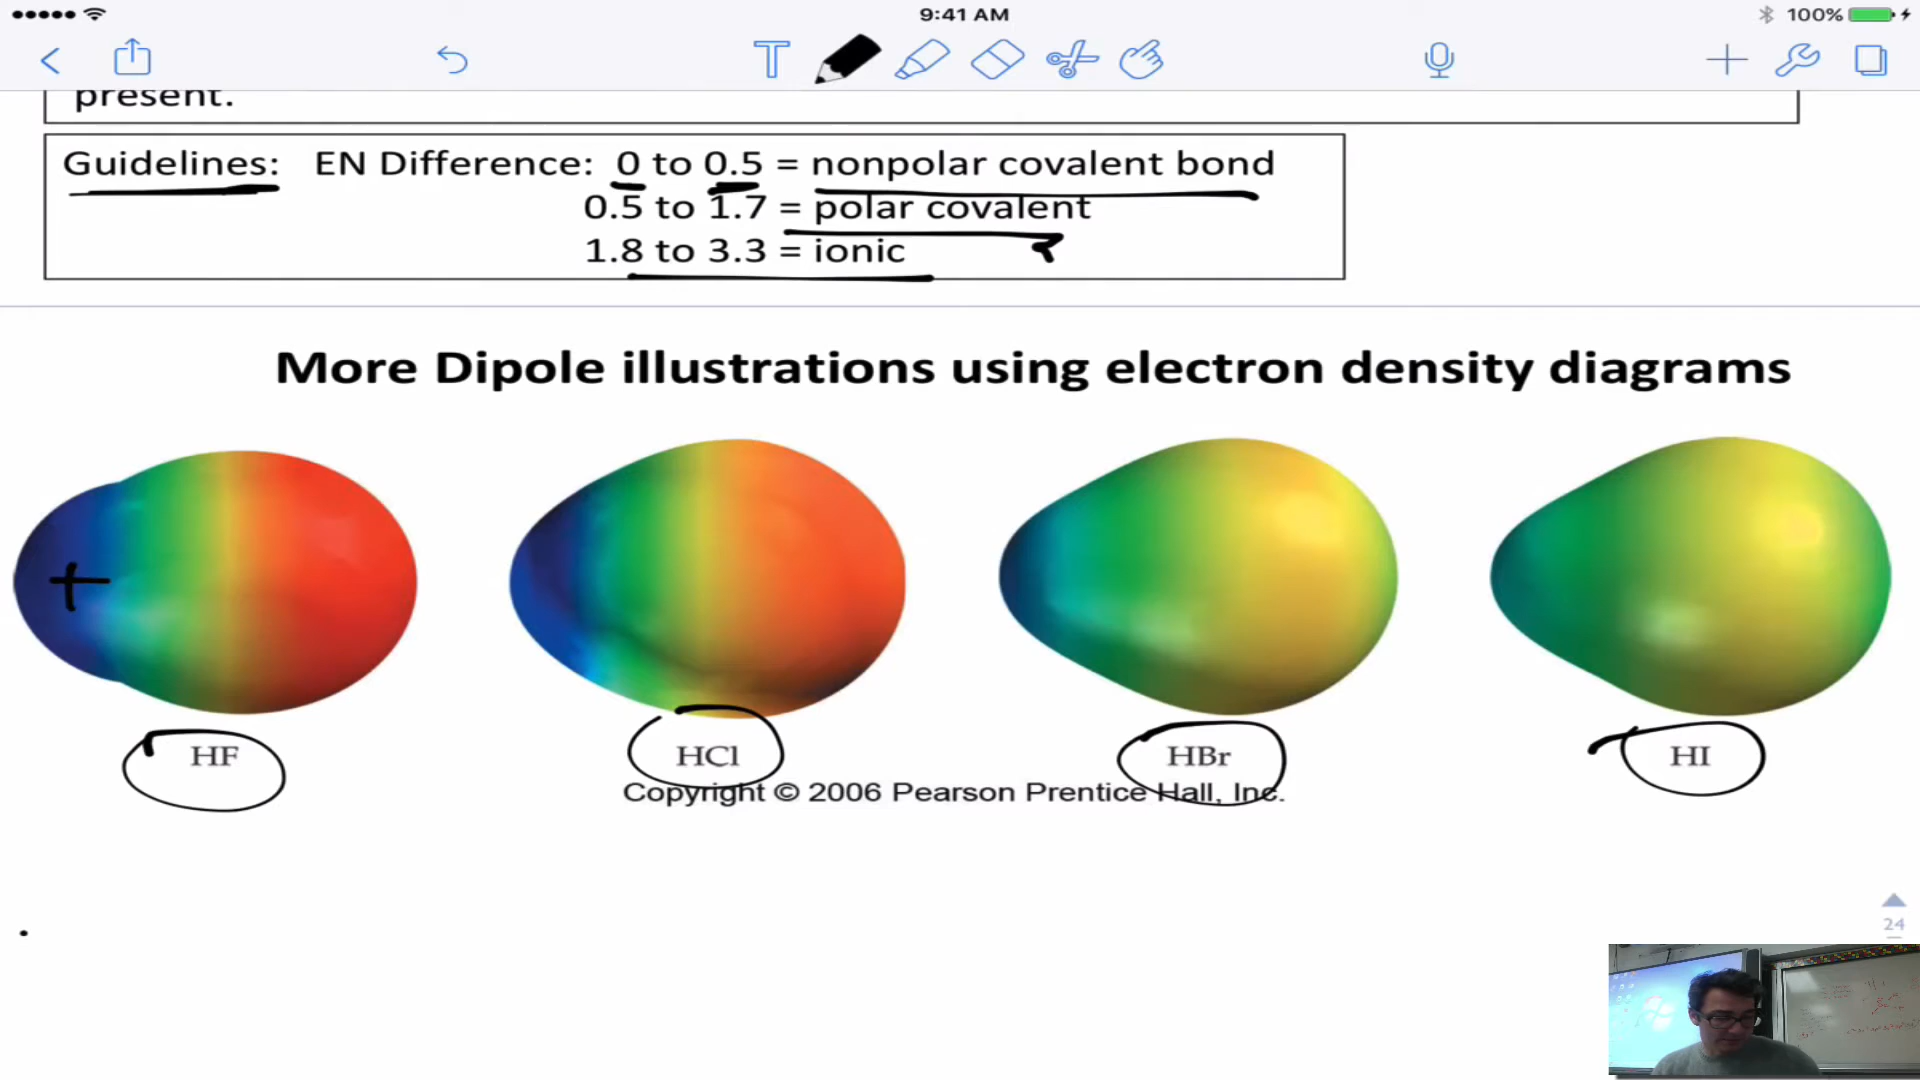 9:41 AM
100%
T
present.
Guidelines: EN Difference: 0 to 0.5 = nonpolar covalent bond
0.5 to 1.7 = polar covalent
1.8 to 3.3 = ionic
More Dipole illustrations using electron density diagrams
+
HF HCl HBr HI
Copyright © 2006 Pearson Prentice Hall, Inc.
24